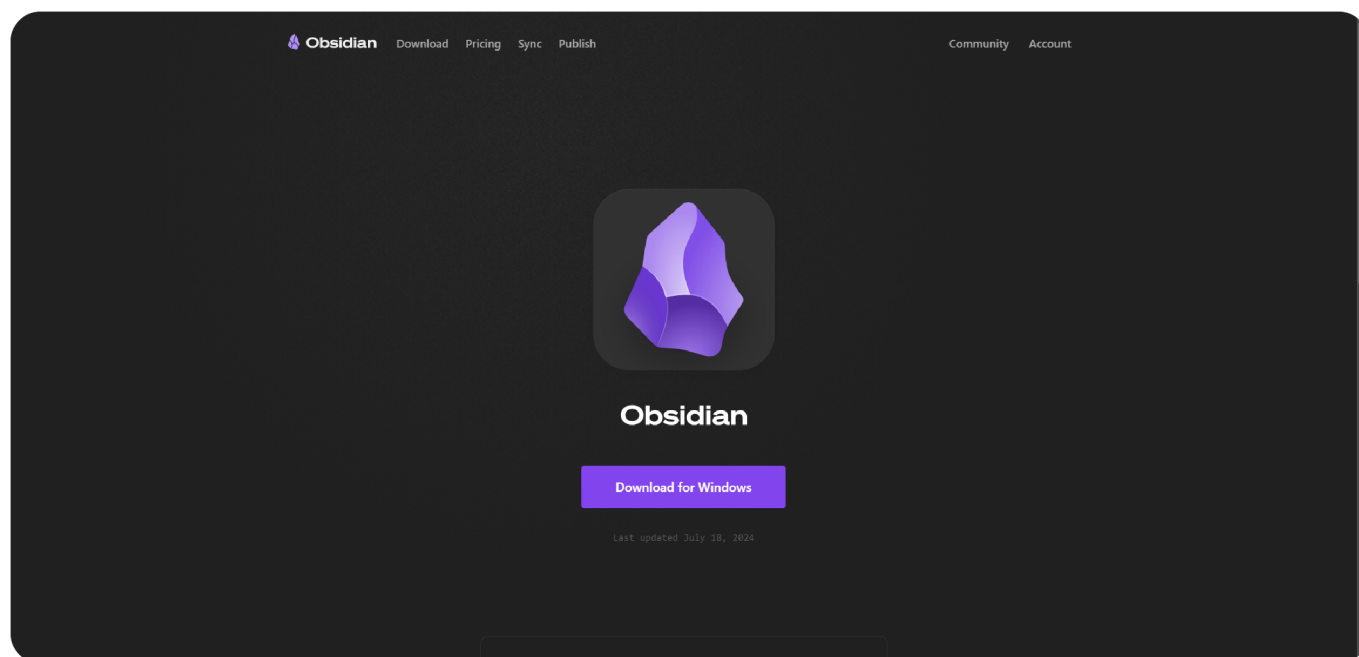 Obsidian Download Pricing Sync Publish Community Account
Obsidian
Download for Windows
Last updated July 18, 2024